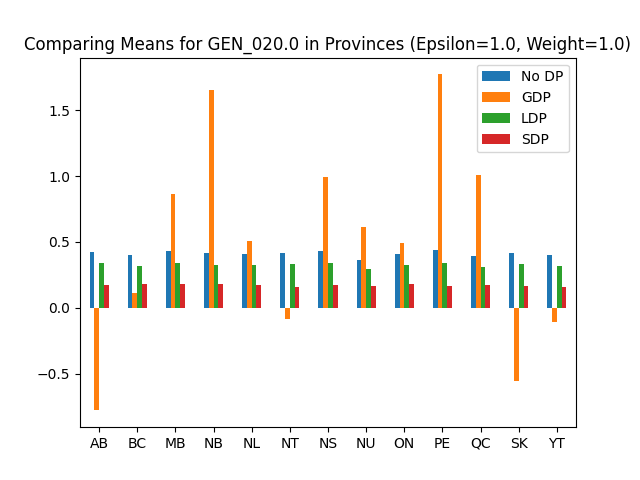 Comparing Means for GEN_020.0 in Provinces (Epsilon=1.0, Weight=1.0)
No DP
GDP
LDP
SDP
1.5
1.0
0.5
0.0
−0.5
AB BC MB NB NL NT NS NU ON PE QC SK YT